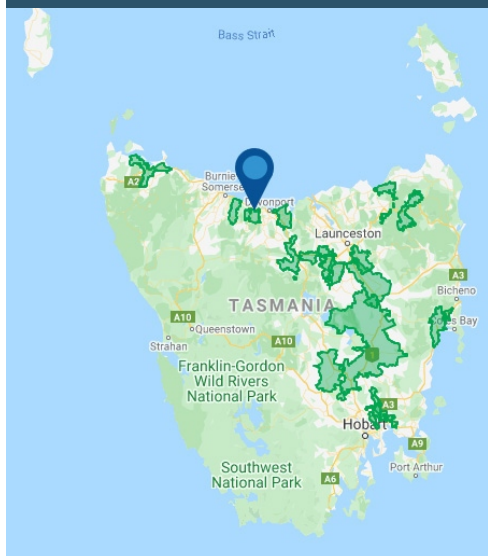 Bass Strait
A2
Burnie
Somerset
Devonport
Launceston
A3
Bicheno
TASMANIA
A10
Queenstown
Strahan
A10
1
Franklin-Gordon
Wild Rivers
National Park
A3
Hobart
A9
Southwest
National Park
A6
Port Arthur